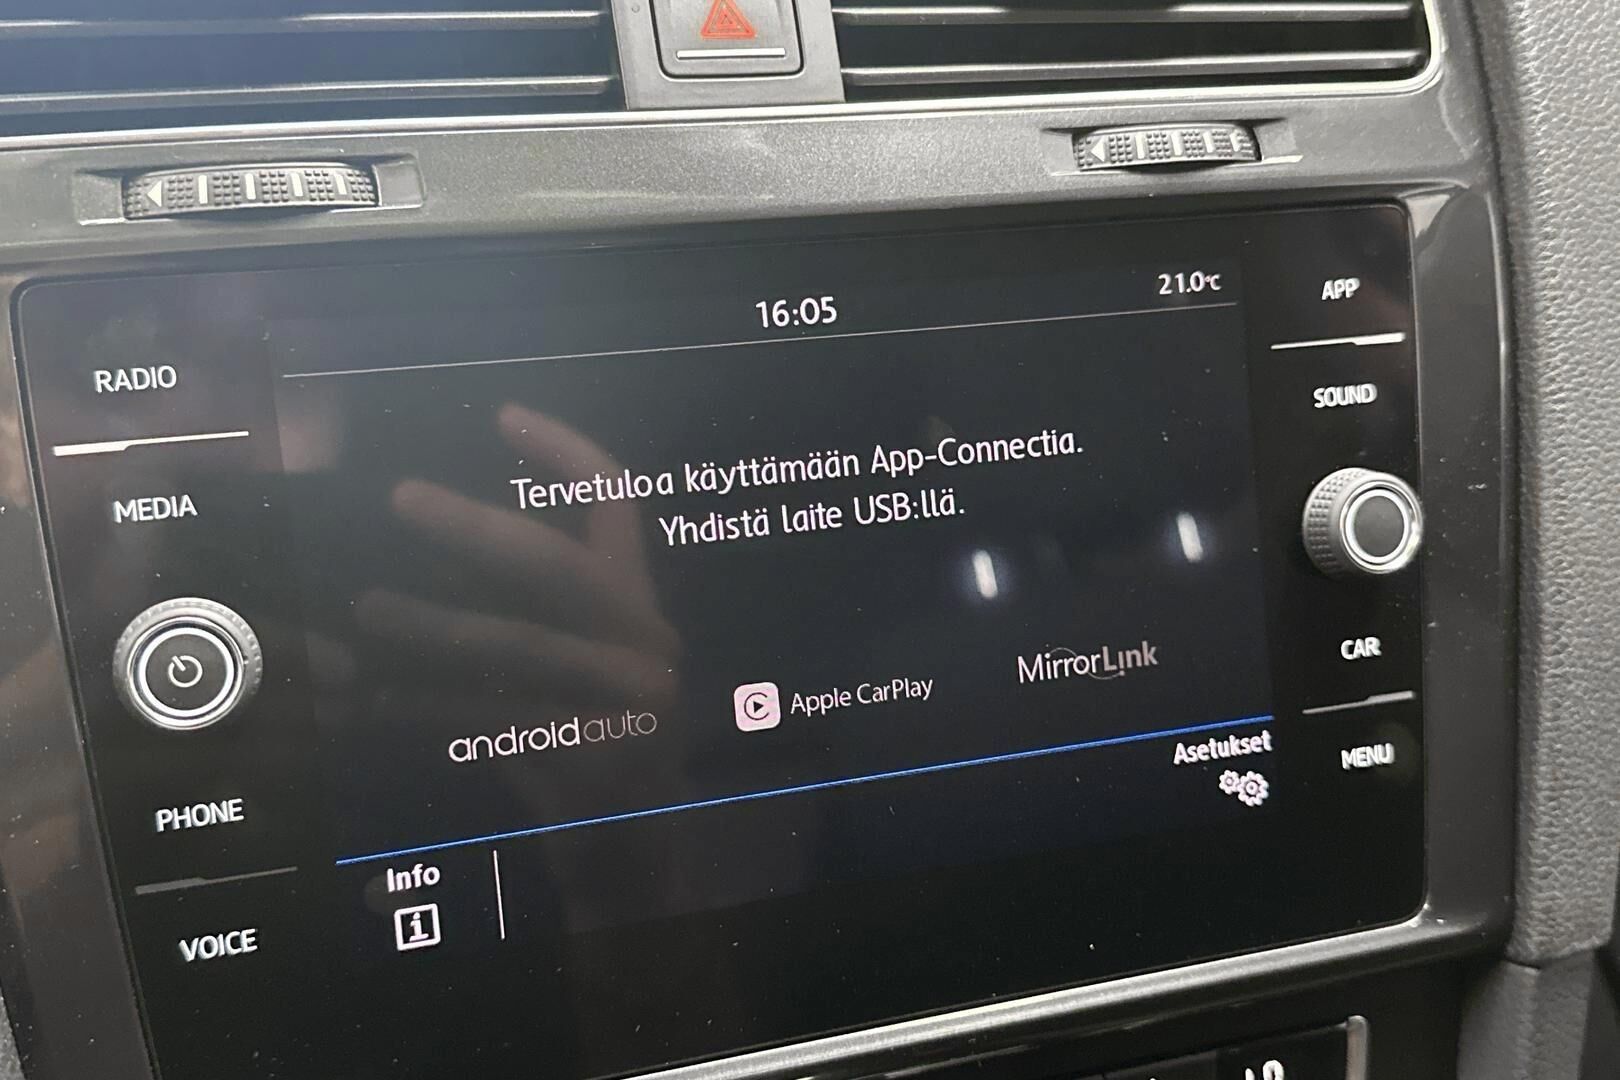 16:05
21.0°C
APP
RADIO
SOUND
MEDIA
Tervetuloa käyttämään App-Connectia.
Yhdistä laite USB:llä.
CAR
androidauto
Apple CarPlay
MirrorLink
Asetukset
MENU
PHONE
Info
VOICE